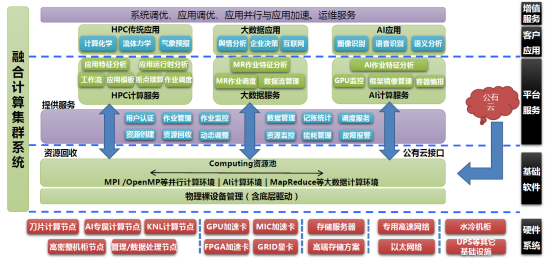 系统调优、应用调优、应用并行与应用加速、运维服务
增值服务
HPC传统应用
大数据应用
AI应用
客户应用
计算化学 流体力学 气象预报
舆情分析 企业决策 互联网
图像识别 语音识别 语义分析
应用特征分析 应用运行时分析
MR作业特征分析
AI作业特征分析
工作流 应用模板 断点续算 作业调度
MR作业调度 数据流管理
GPU监控 框架镜像管理 容器编排
HPC计算服务
大数据服务
AI计算服务
公有云
融合计算集群系统
平台服务
提供服务
用户认证 作业管理 作业监控
数据管理 记账统计 调度服务
资源创建 资源回收 动态调整
资源监控 能耗管理 故障报警
资源回收
公有云接口
Computing资源池
MPI /OpenMP等并行计算环境 | AI计算环境 | MapReduce等大数据计算环境
基础软件
物理裸设备管理（含底层驱动）
刀片计算节点 AI专属计算节点 KNL计算节点
GPU加速卡 MIC加速卡
存储服务器
专用高速网络
水冷机柜
高密整机柜节点 管理/数据处理节点
FPGA加速卡 GRID显卡
高端存储方案
以太网络
UPS等其它基础设施
硬件系统